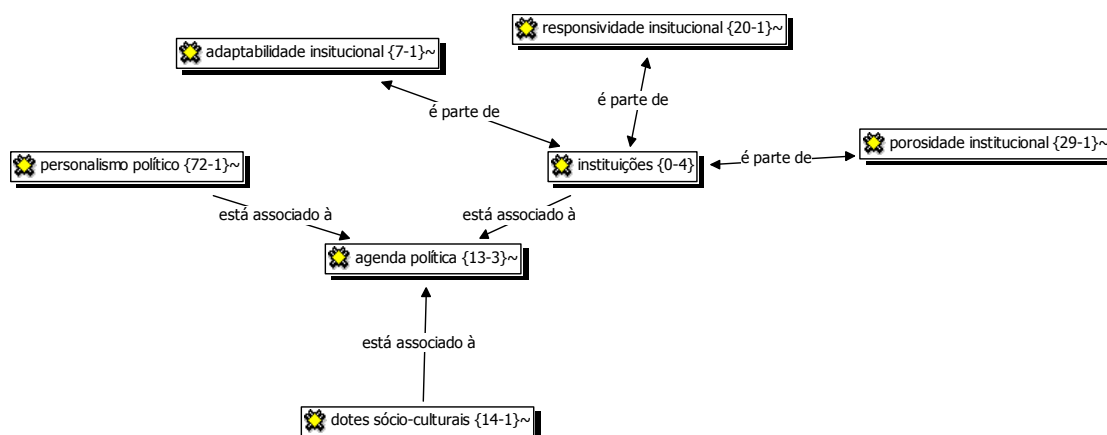 responsividade insitucional {20-1}~
adaptabilidade insitucional {7-1}~
é parte de
é parte de
porosidade institucional {29-1}~
é parte de
personalismo político {72-1}~
instituições {0-4}
está associado à
está associado à
agenda política {13-3}~
está associado à
dotes sócio-culturais {14-1}~